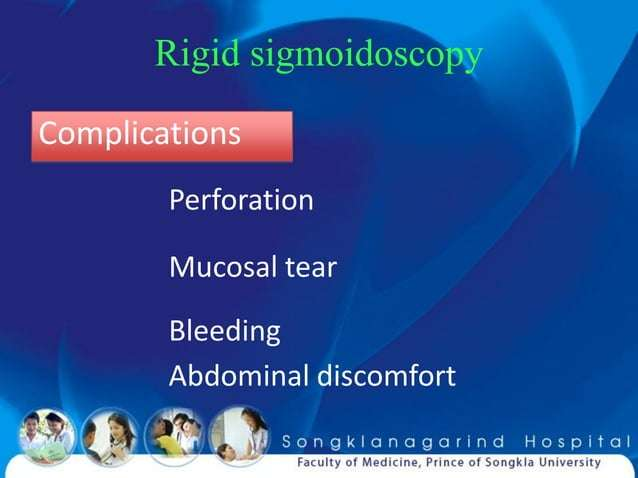 Rigid sigmoidoscopy
Complications
Perforation
Mucosal tear
Bleeding
Abdominal discomfort
Songklanagarind Hospital
Faculty of Medicine, Prince of Songkla University